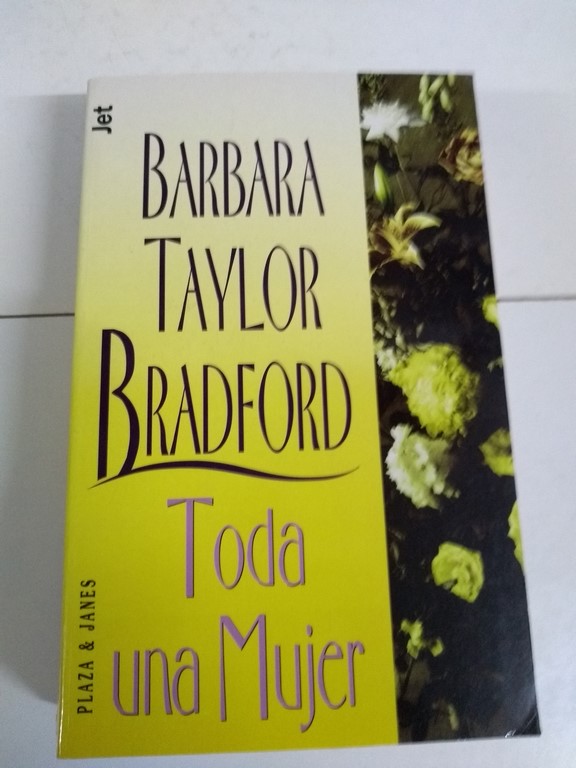 Jet
BARBARA
TAYLOR
BRADFORD
Toda
una Mujer
PLAZA & JANES